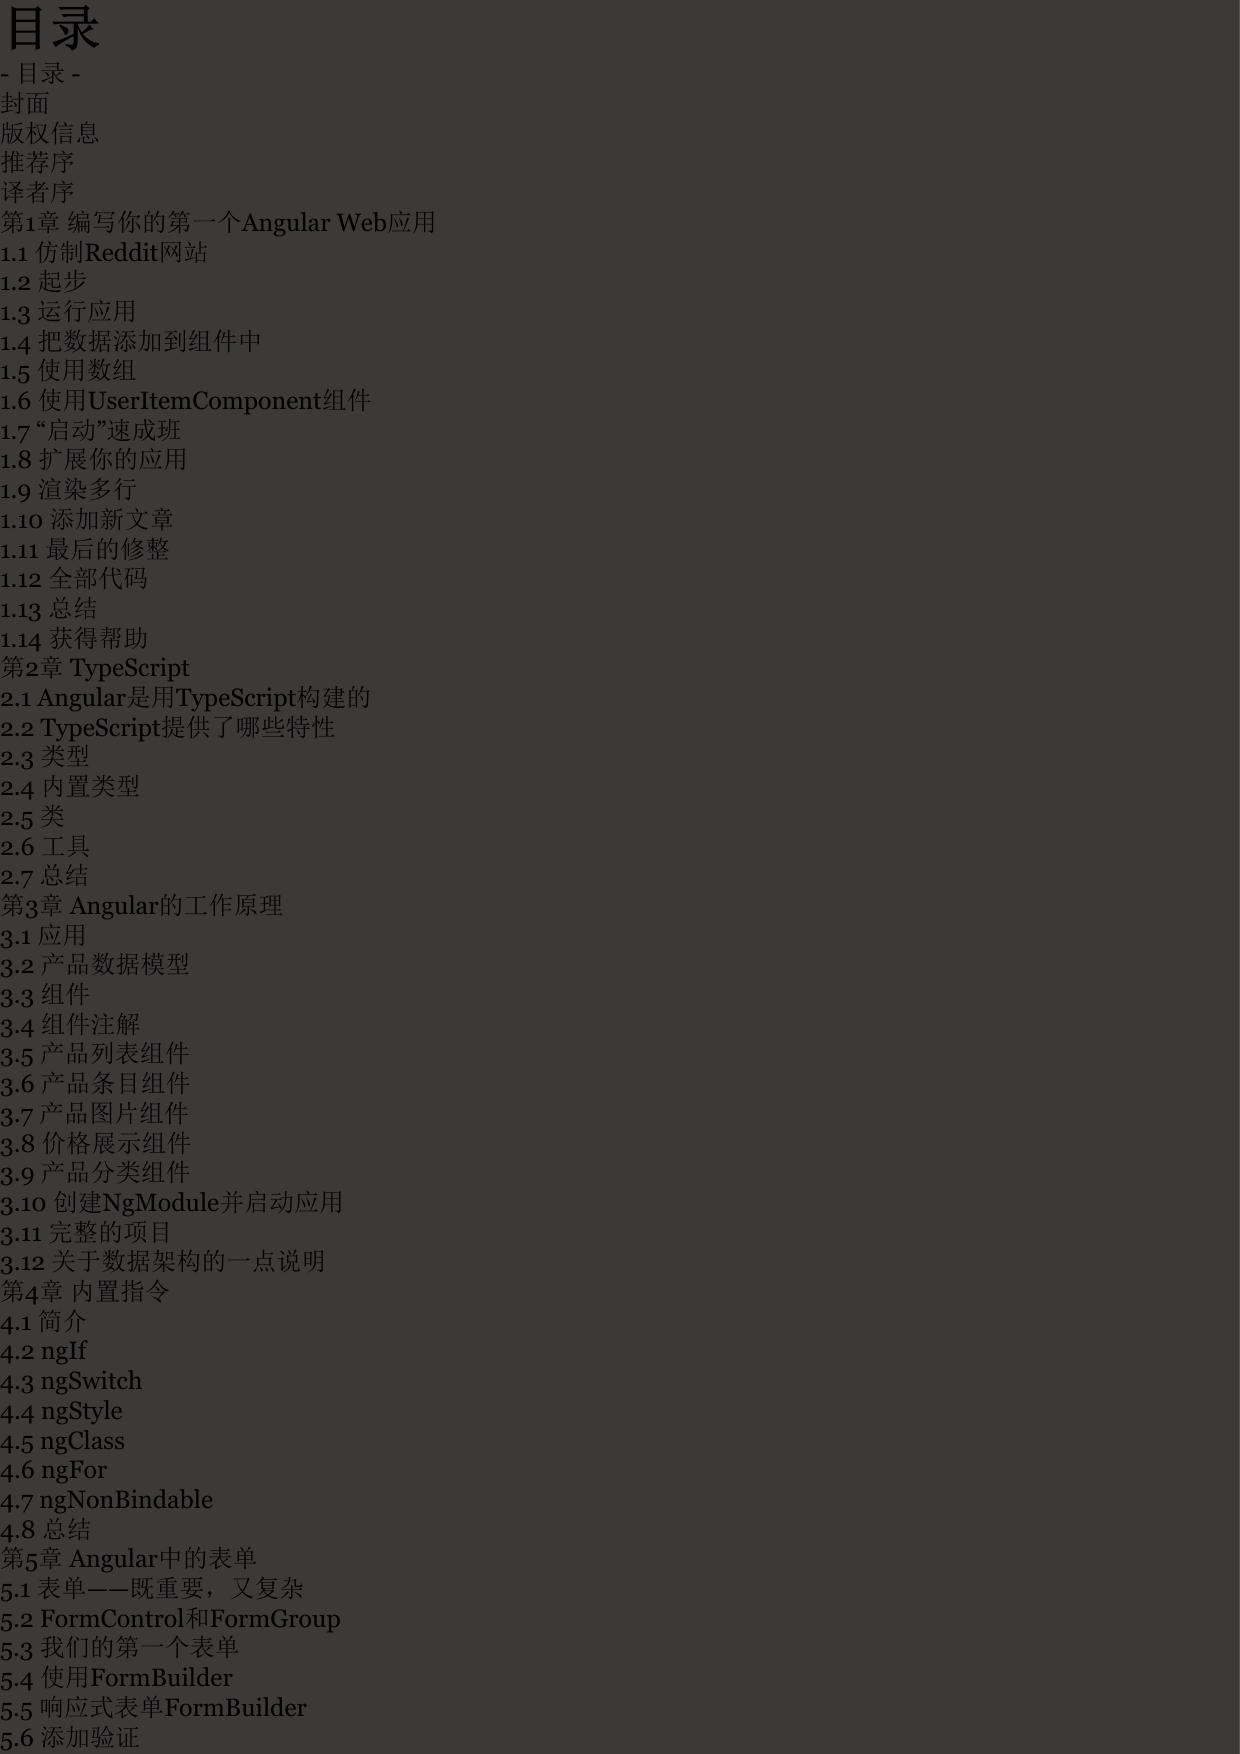 目录
- 目录 -
封面
版权信息
推荐序
译者序
第1章 编写你的第一个Angular Web应用
1.1 仿制Reddit网站
1.2 起步
1.3 运行应用
1.4 把数据添加到组件中
1.5 使用数组
1.6 使用UserItemComponent组件
1.7 “启动”速成班
1.8 扩展你的应用
1.9 渲染多行
1.10 添加新文章
1.11 最后的修整
1.12 全部代码
1.13 总结
1.14 获得帮助
第2章 TypeScript
2.1 Angular是用TypeScript构建的
2.2 TypeScript提供了哪些特性
2.3 类型
2.4 内置类型
2.5 类
2.6 工具
2.7 总结
第3章 Angular的工作原理
3.1 应用
3.2 产品数据模型
3.3 组件
3.4 组件注解
3.5 产品列表组件
3.6 产品条目组件
3.7 产品图片组件
3.8 价格展示组件
3.9 产品分类组件
3.10 创建NgModule并启动应用
3.11 完整的项目
3.12 关于数据架构的一点说明
第4章 内置指令
4.1 简介
4.2 ngIf
4.3 ngSwitch
4.4 ngStyle
4.5 ngClass
4.6 ngFor
4.7 ngNonBindable
4.8 总结
第5章 Angular中的表单
5.1 表单——既重要，又复杂
5.2 FormControl和FormGroup
5.3 我们的第一个表单
5.4 使用FormBuilder
5.5 响应式表单FormBuilder
5.6 添加验证